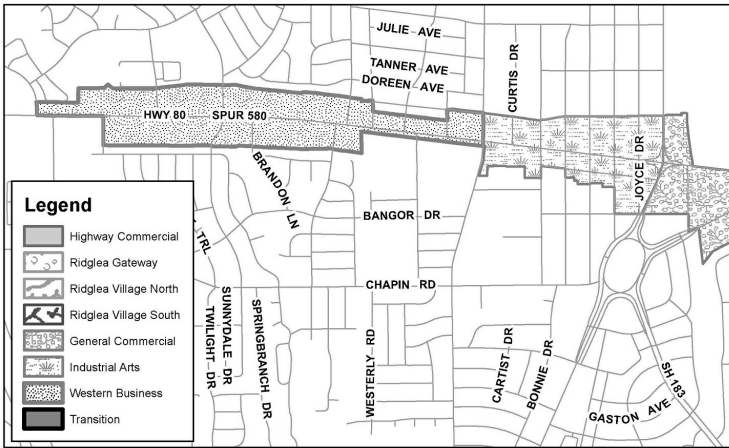 JULIE AVE
TANNER AVE
DOREEN AVE
CURTIS DR
HWY 80
SPUR 580
JOYCE DR
BRANDON LN
BANGOR DR
TRL
CHAPIN RD
SUNNYDALE DR
TWILIGHT DR
SPRINGBRANCH DR
WESTERLY RD
CARTIST DR
BONNIE DR
SH 183
GASTON AVE
Legend
Highway Commercial
Ridglea Gateway
Ridglea Village North
Ridglea Village South
General Commercial
Industrial Arts
Western Business
Transition